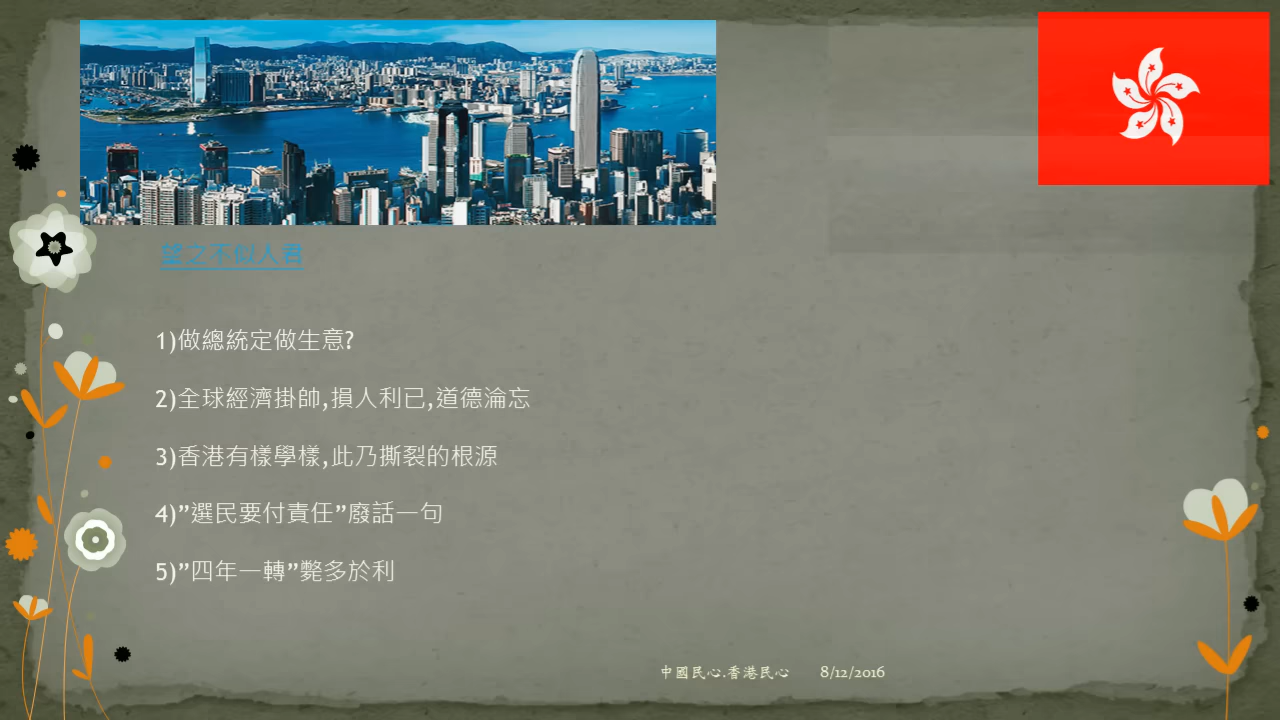 望之不似人君
1)做總統定做生意?
2)全球經濟掛帥,損人利已,道德淪忘
3)香港有樣學樣,此乃撕裂的根源
4)”選民要付責任”廢話一句
5)”四年一轉”斃多於利
中國民心.香港民心 8/12/2016